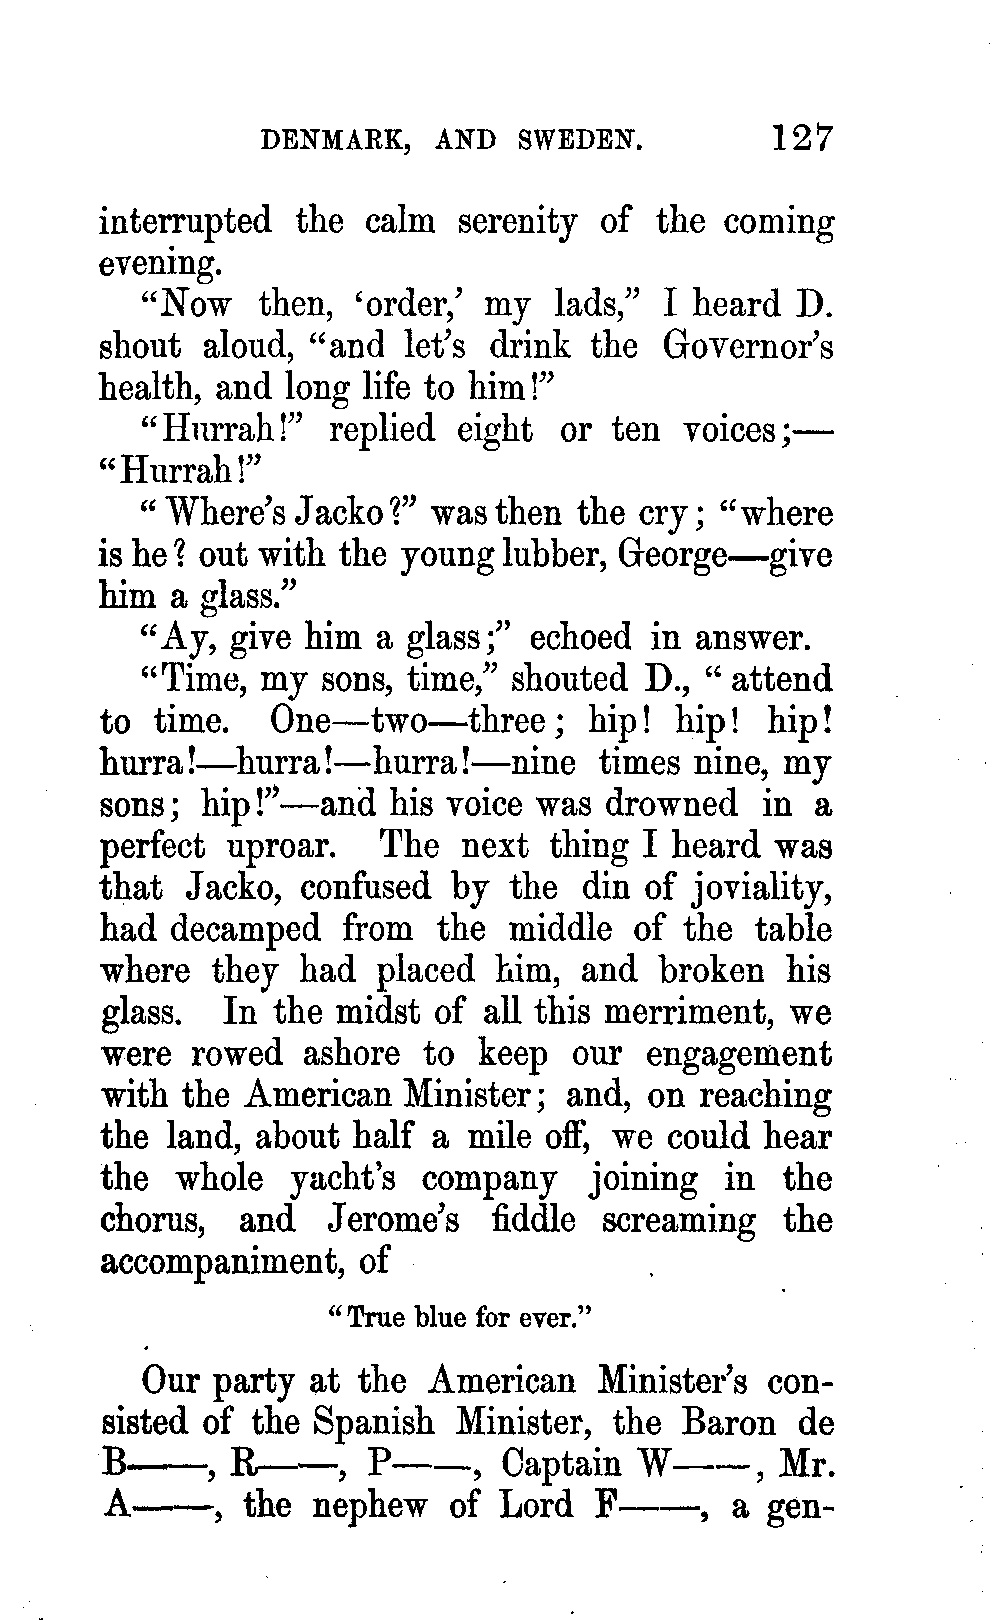 DENMARK, AND SWEDEN. 127
interrupted the calm serenity of the coming
evening.
“Now then, ‘order,’ my lads,” I heard D.
shout aloud, “and let’s drink the Governor’s
health, and long life to him!”
“Hurrah!” replied eight or ten voices;—
“Hurrah!”
“Where’s Jacko?” was then the cry; “where
is he? out with the young lubber, George—give
him a glass.”
“Ay, give him a glass;” echoed in answer.
“Time, my sons, time,” shouted D., “attend
to time. One—two—three; hip! hip! hip!
hurra!—hurra!—hurra!—nine times nine, my
sons; hip!”—and his voice was drowned in a
perfect uproar. The next thing I heard was
that Jacko, confused by the din of joviality,
had decamped from the middle of the table
where they had placed him, and broken his
glass. In the midst of all this merriment, we
were rowed ashore to keep our engagement
with the American Minister; and, on reaching
the land, about half a mile off, we could hear
the whole yacht’s company joining in the
chorus, and Jerome’s fiddle screaming the
accompaniment, of
“True blue for ever.”
Our party at the American Minister’s con-
sisted of the Spanish Minister, the Baron de
B——, R——, P——, Captain W——, Mr.
A——, the nephew of Lord F——, a gen-